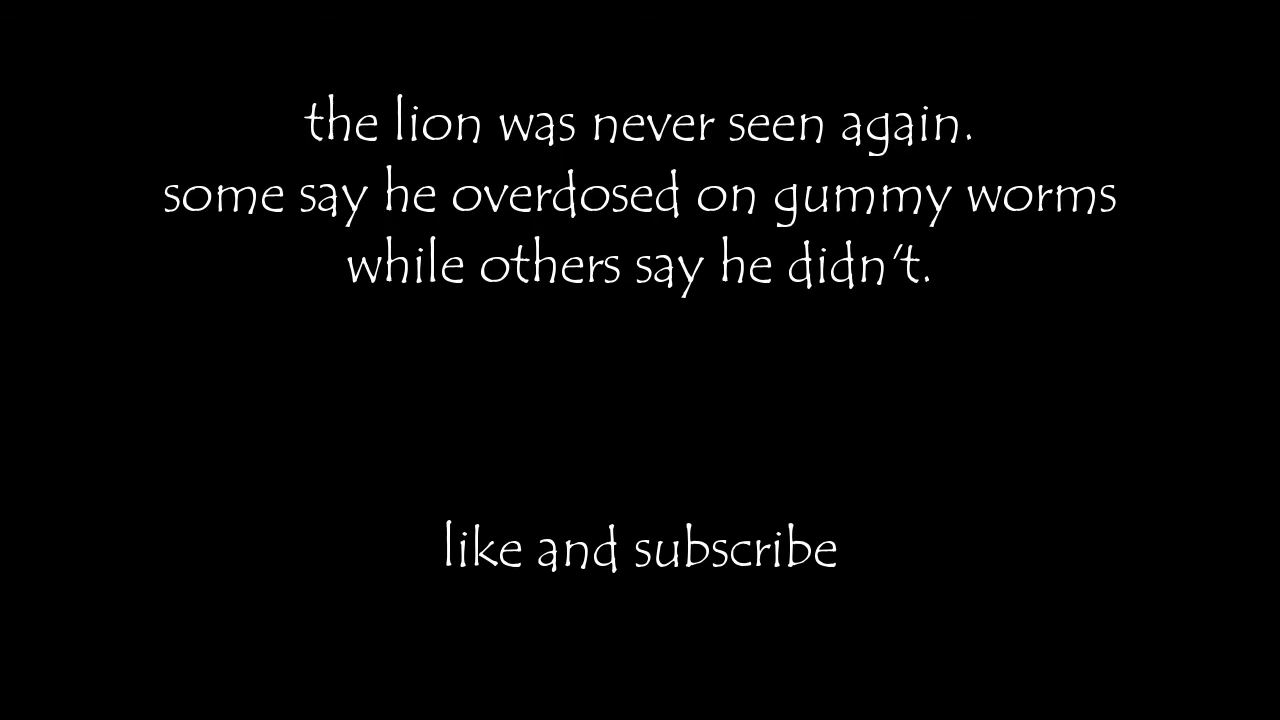 the lion was never seen again.
some say he overdosed on gummy worms
while others say he didn't.
like and subscribe